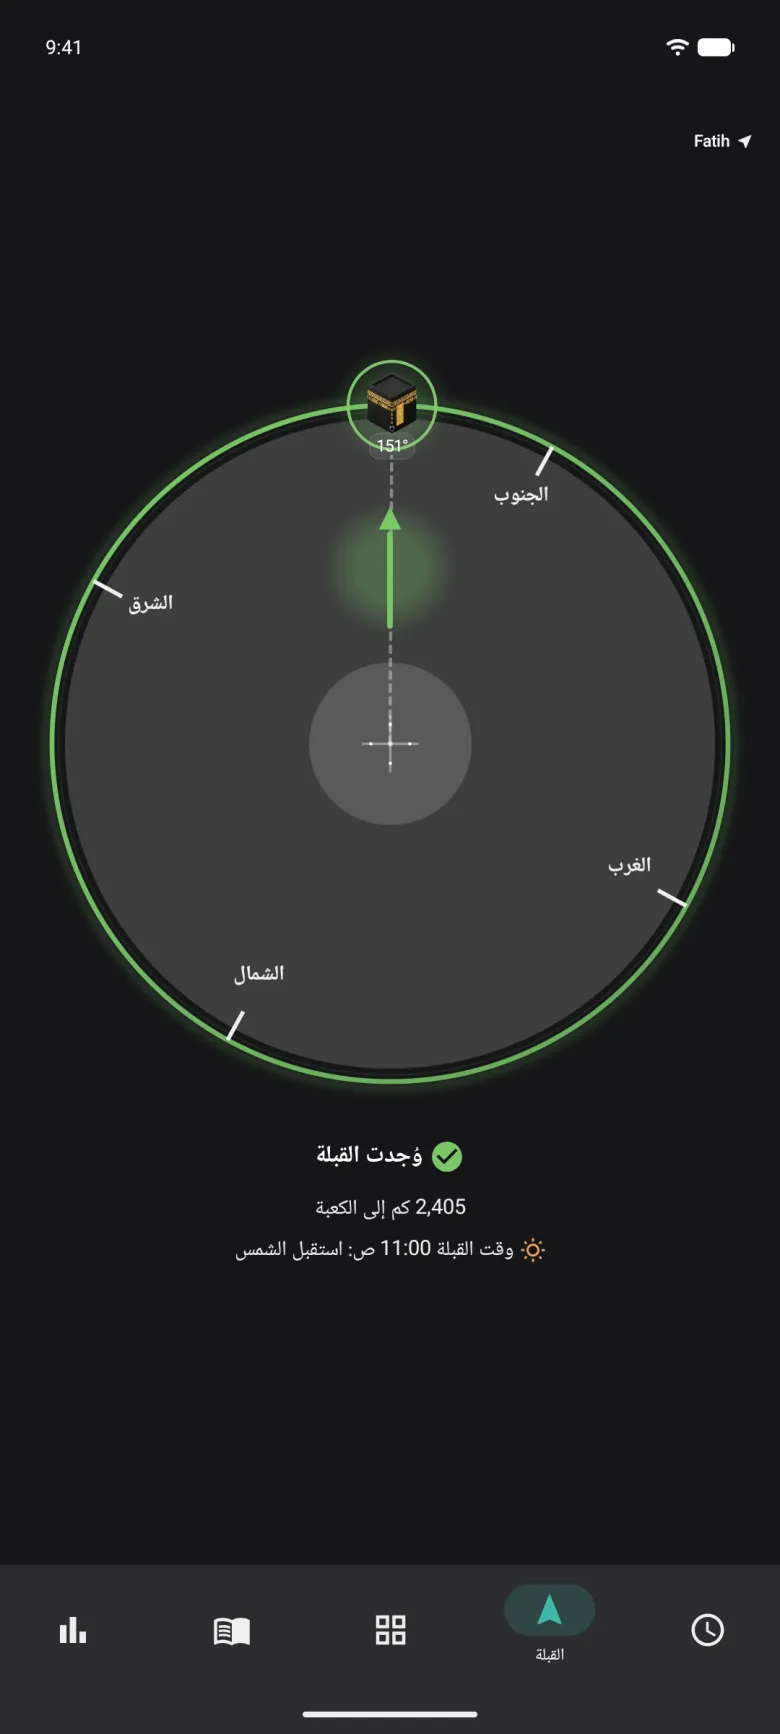 9:41
Fatih
151°
الجنوب
الشرق
الغرب
الشمال
وُجدت القبلة
2,405 كم إلى الكعبة
وقت القبلة 11:00 ص: استقبل الشمس
القبلة